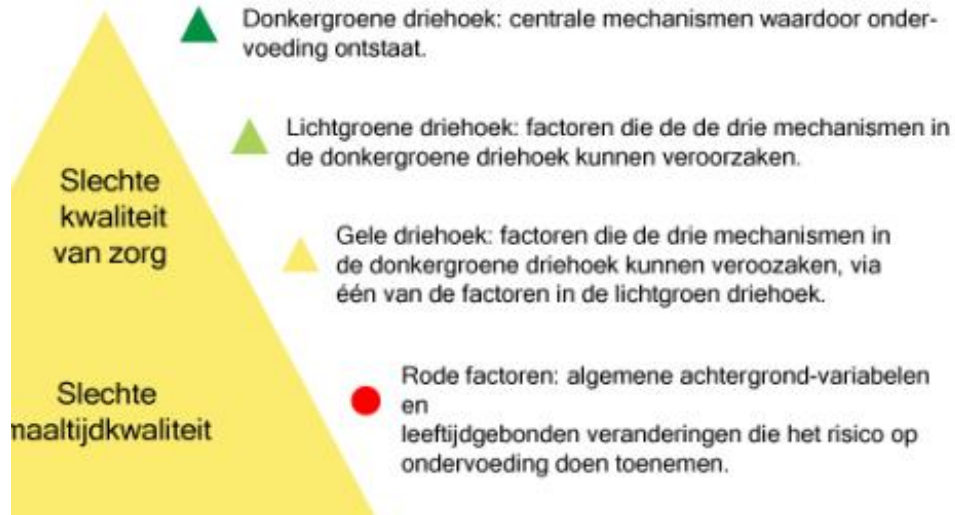 Donkergroene driehoek: centrale mechanismen waardoor onder-
voeding ontstaat.
Lichtgroene driehoek: factoren die de de drie mechanismen in
de donkergroene driehoek kunnen veroorzaken.
Slechte
kwaliteit
van zorg
Gele driehoek: factoren die de drie mechanismen in
de donkergroene driehoek kunnen veroozaken, via
één van de factoren in de lichtgroen driehoek.
Slechte
maaltijdkwaliteit
Rode factoren: algemene achtergrond-variabelen
en
leeftijdgebonden veranderingen die het risico op
ondervoeding doen toenemen.